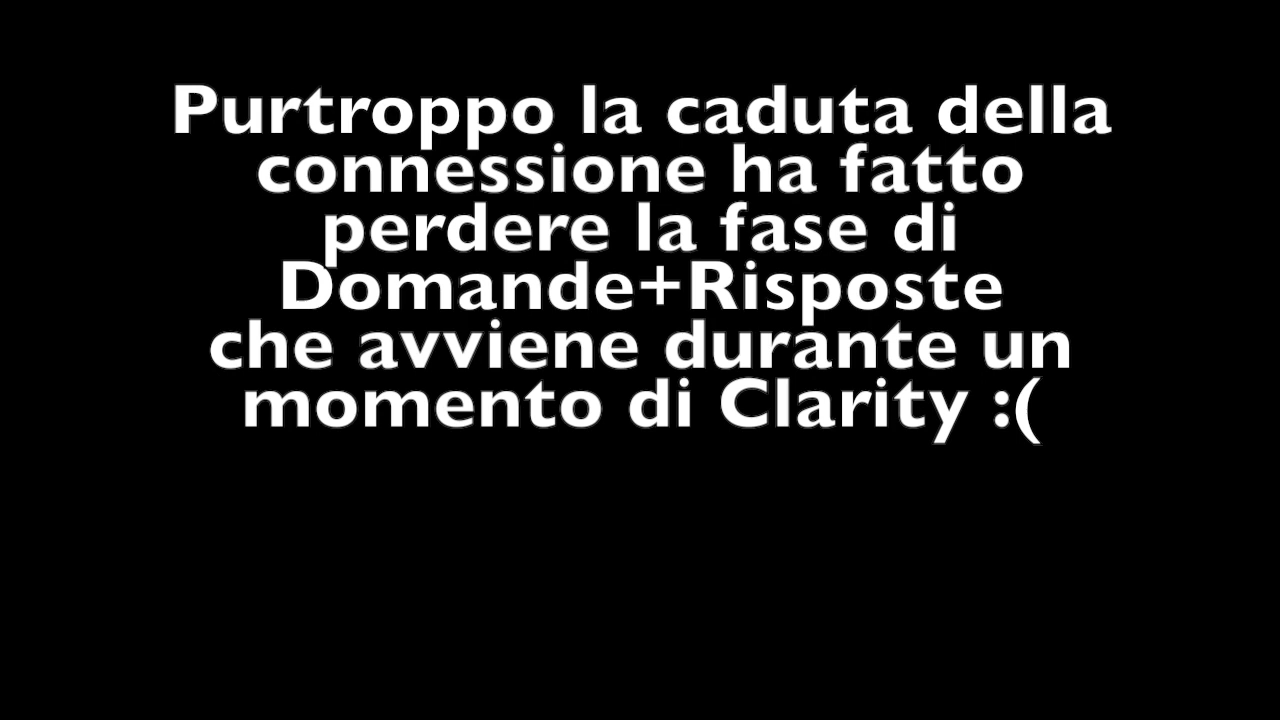 Purtroppo la caduta della
connessione ha fatto
perdere la fase di
Domande+Risposte
che avviene durante un
momento di Clarity :(